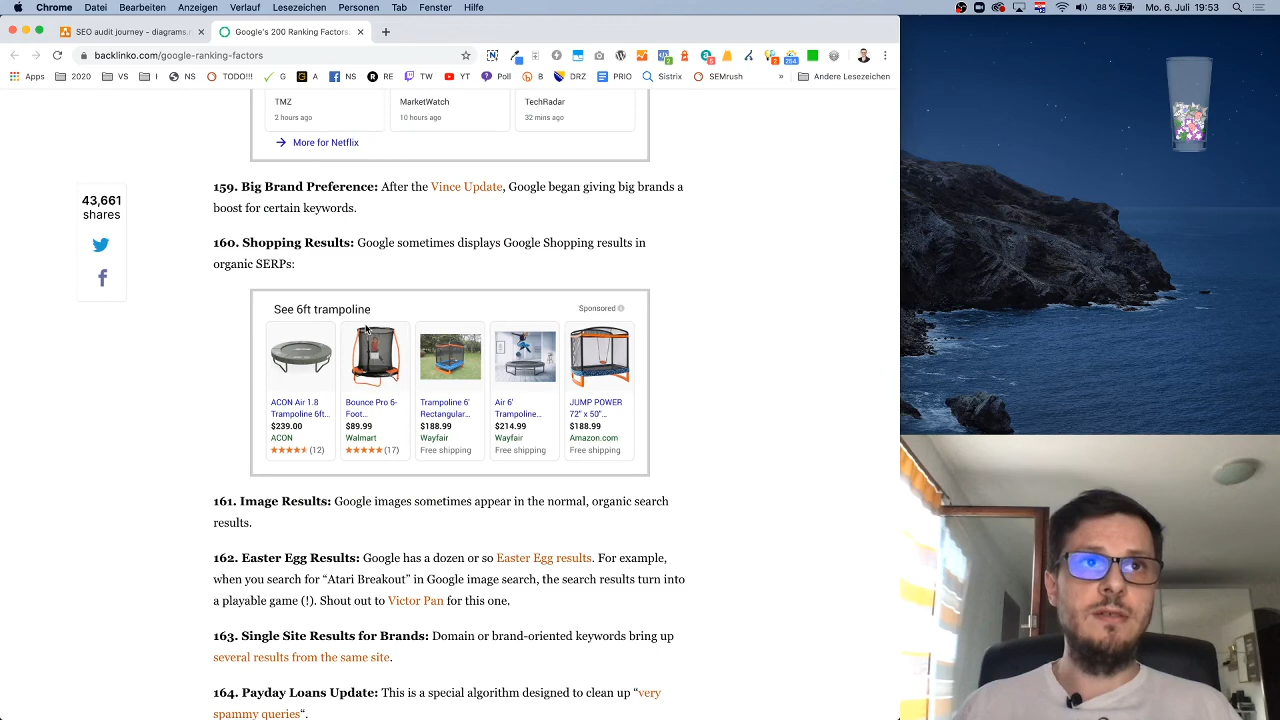 Chrome Datei Bearbeiten Anzeigen Verlauf Lesezeichen Personen Tab Fenster Hilfe 88 % Mo. 6. Juli 19:53
SEO audit journey - diagrams.n Google's 200 Ranking Factors:
backlinko.com/google-ranking-factors
Apps 2020 VS I NS TODO!!! G A NS RE TW YT Poll B DRZ PRIO Sistrix SEMrush » Andere Lesezeichen
TMZ MarketWatch TechRadar
2 hours ago 10 hours ago 32 mins ago
More for Netflix
43,661
shares
159. Big Brand Preference: After the Vince Update, Google began giving big brands a
boost for certain keywords.
160. Shopping Results: Google sometimes displays Google Shopping results in
organic SERPs:
See 6ft trampoline Sponsored
ACON Air 1.8 Bounce Pro 6- Trampoline 6' Air 6' JUMP POWER
Trampoline 6ft... Foot... Rectangular... Trampoline... 72" x 50"...
$239.00 $89.99 $188.99 $214.99 $188.99
ACON Walmart Wayfair Wayfair Amazon.com
(12) (17) Free shipping Free shipping Free shipping
161. Image Results: Google images sometimes appear in the normal, organic search
results.
162. Easter Egg Results: Google has a dozen or so Easter Egg results. For example,
when you search for “Atari Breakout” in Google image search, the search results turn into
a playable game (!). Shout out to Victor Pan for this one.
163. Single Site Results for Brands: Domain or brand-oriented keywords bring up
several results from the same site.
164. Payday Loans Update: This is a special algorithm designed to clean up “very
spammy queries“.